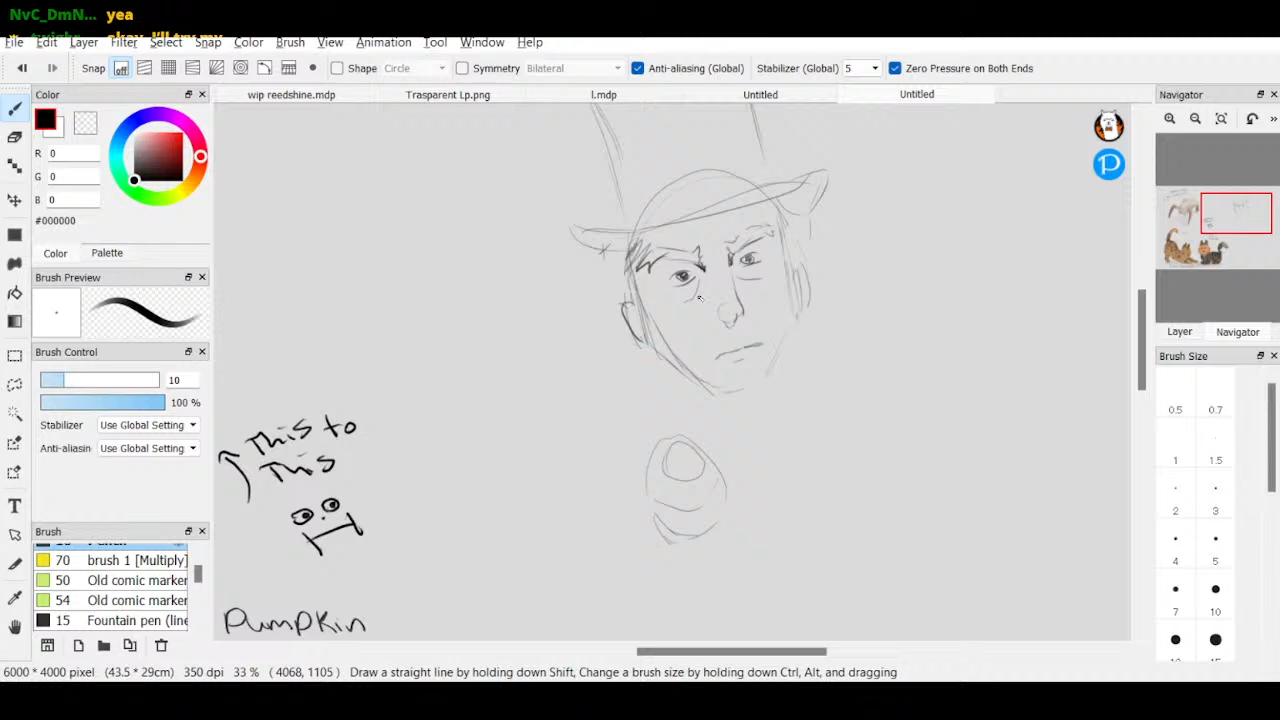 NvC_DmN... yea
okay, I'll try my
File Edit Layer Filter Select Snap Color Brush View Animation Tool Window Help
Snap off Shape Circle Symmetry Bilateral Anti-aliasing (Global) Stabilizer (Global) 5 Zero Pressure on Both Ends
Color
wip reedshine.mdp Trasparent Lp.png l.mdp Untitled Untitled
Navigator
R 0
G 0
B 0
#000000
Color Palette
Brush Preview
Layer Navigator
Brush Control
Brush Size
10
100 %
0.5 0.7
Stabilizer Use Global Setting
Anti-aliasin Use Global Setting
1 1.5
2 3
4 5
7 10
This to
This
Brush
70 brush 1 [Multiply]
50 Old comic marker
54 Old comic marker
15 Fountain pen (line
Pumpkin
6000 * 4000 pixel (43.5 * 29cm) 350 dpi 33 % ( 4068, 1105 ) Draw a straight line by holding down Shift, Change a brush size by holding down Ctrl, Alt, and dragging